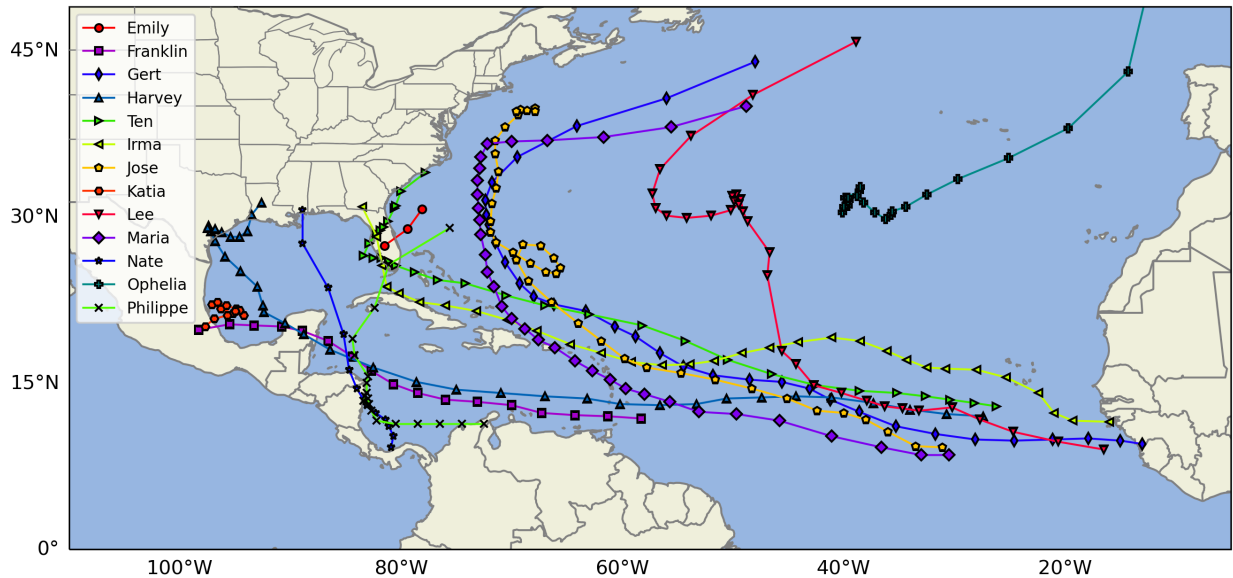 Emily
Franklin
Gert
Harvey
Ten
Irma
Jose
Katia
Lee
Maria
Nate
Ophelia
Philippe
45°N
30°N
15°N
0°
100°W
80°W
60°W
40°W
20°W